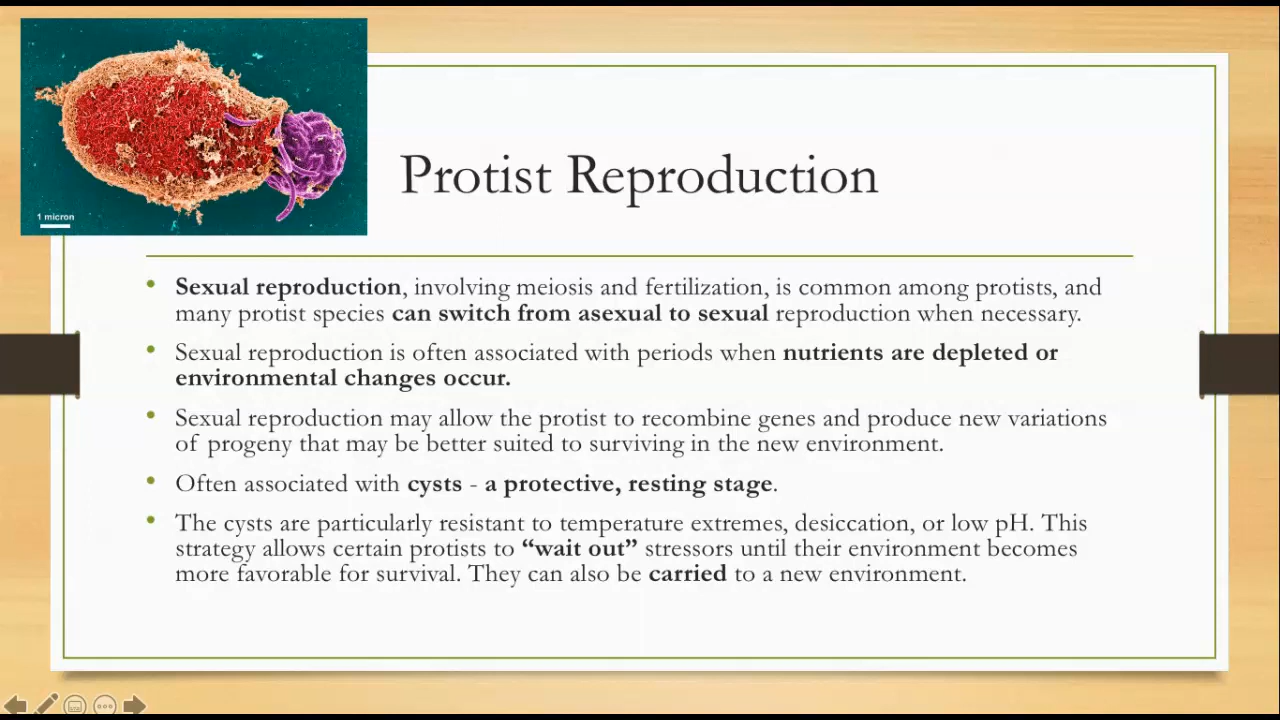 1 micron
Protist Reproduction
• Sexual reproduction, involving meiosis and fertilization, is common among protists, and
many protist species can switch from asexual to sexual reproduction when necessary.
• Sexual reproduction is often associated with periods when nutrients are depleted or
environmental changes occur.
• Sexual reproduction may allow the protist to recombine genes and produce new variations
of progeny that may be better suited to surviving in the new environment.
• Often associated with cysts - a protective, resting stage.
• The cysts are particularly resistant to temperature extremes, desiccation, or low pH. This
strategy allows certain protists to “wait out” stressors until their environment becomes
more favorable for survival. They can also be carried to a new environment.